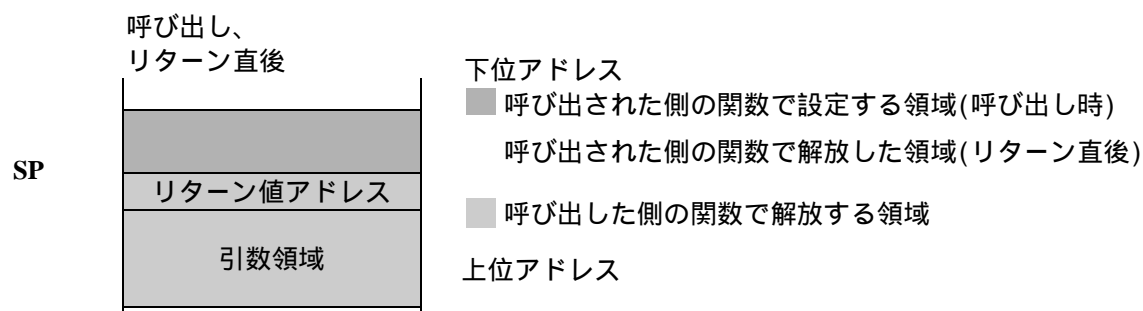 呼び出し、
リターン直後
下位アドレス
呼び出された側の関数で設定する領域(呼び出し時)
呼び出された側の関数で解放した領域(リターン直後)
SP
リターン値アドレス
呼び出した側の関数で解放する領域
引数領域
上位アドレス